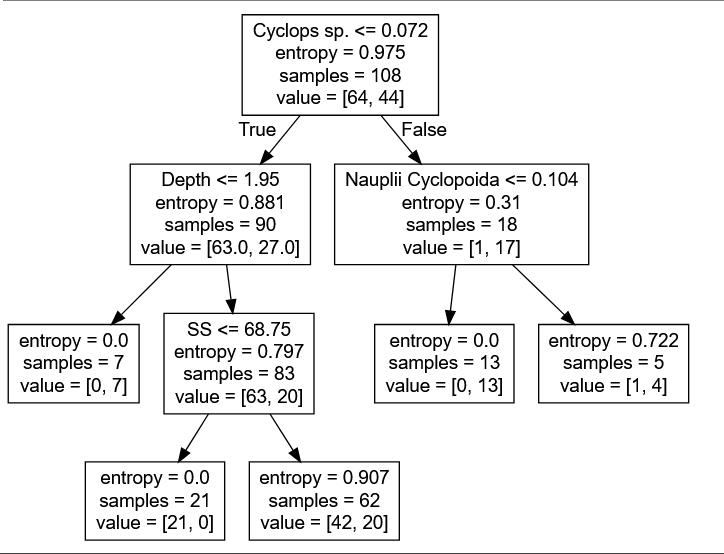 Cyclops sp. <= 0.072
entropy = 0.975
samples = 108
value = [64, 44]
True
False
Depth <= 1.95
entropy = 0.881
samples = 90
value = [63.0, 27.0]
Nauplii Cyclopoida <= 0.104
entropy = 0.31
samples = 18
value = [1, 17]
entropy = 0.0
samples = 7
value = [0, 7]
SS <= 68.75
entropy = 0.797
samples = 83
value = [63, 20]
entropy = 0.0
samples = 13
value = [0, 13]
entropy = 0.722
samples = 5
value = [1, 4]
entropy = 0.0
samples = 21
value = [21, 0]
entropy = 0.907
samples = 62
value = [42, 20]